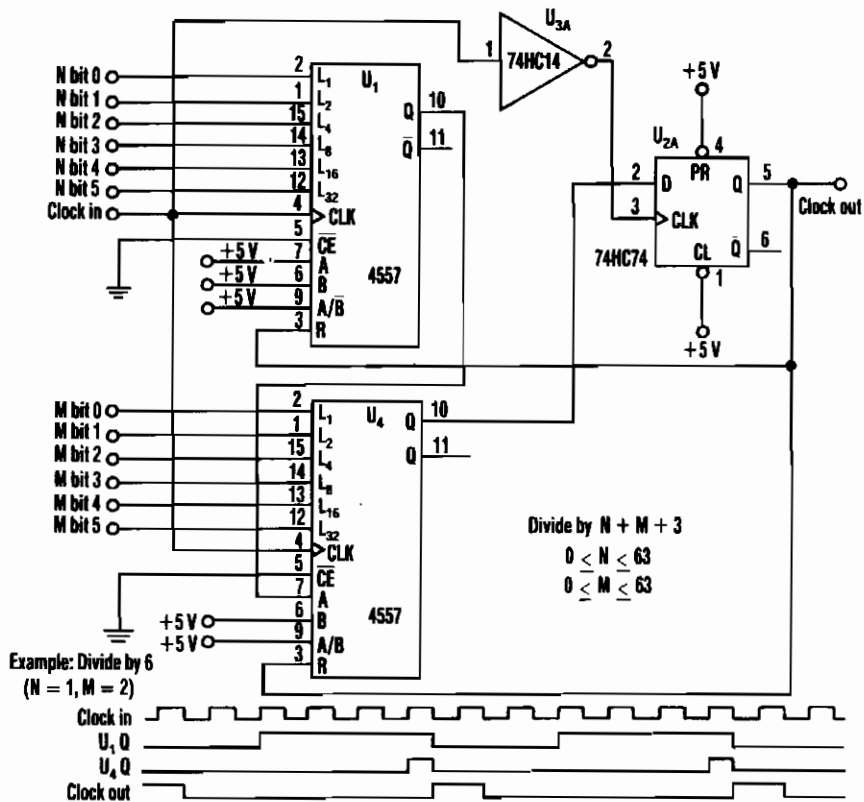 U3A
1
74HC14
2
+5 V
N bit 0
N bit 1
N bit 2
N bit 3
N bit 4
N bit 5
Clock in
2 L1 U1
1 L2 Q 10
15 L4 Q̅ 11
14 L8
13 L16
12 L32
4 CLK
5 C̅E̅
+5 V 7 A
+5 V 6 B 4557
+5 V 9 A/B̅
3 R
U2A
4
PR
2 D Q 5
3 CLK
Clock out
Q̅ 6
74HC74 CL
1
+5 V
M bit 0
M bit 1
M bit 2
M bit 3
M bit 4
M bit 5
2 L1 U4 Q 10
1 L2
15 L4 Q 11
14 L8
13 L16
12 L32
4 C̅L̅K̅
5 C̅E̅
7 A
+5 V 6 B 4557
+5 V 9 A/B
3 R
Divide by N + M + 3
0 ≤ N ≤ 63
0 ≤ M ≤ 63
Example: Divide by 6
(N = 1, M = 2)
Clock in
U1 Q
U4 Q
Clock out